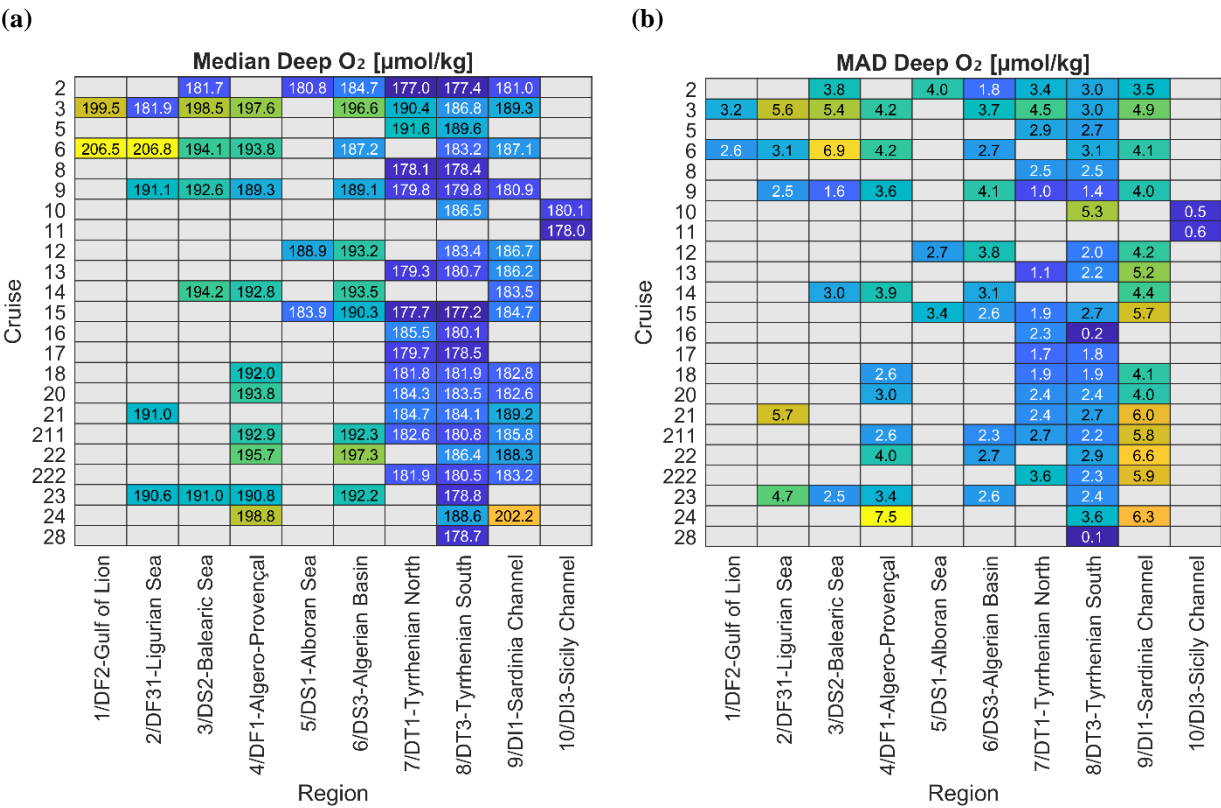 (a)
Median Deep O₂ [µmol/kg]
Cruise
2 181.7 180.8 184.7 177.0 177.4 181.0
3 199.5 181.9 198.5 197.6 196.6 190.4 186.8 189.3
5 191.6 189.6
6 206.5 206.8 194.1 193.8 187.2 183.2 187.1
8 178.1 178.4
9 191.1 192.6 189.3 189.1 179.8 179.8 180.9
10 186.5 180.1
11 178.0
12 188.9 193.2 183.4 186.7
13 179.3 180.7 186.2
14 194.2 192.8 193.5 183.5
15 183.9 190.3 177.7 177.2 184.7
16 185.5 180.1
17 179.7 178.5
18 192.0 181.8 181.9 182.8
20 193.8 184.3 183.5 182.6
21 191.0 184.7 184.1 189.2
211 192.9 192.3 182.6 180.8 185.8
22 195.7 197.3 186.4 188.3
222 181.9 180.5 183.2
23 190.6 191.0 190.8 192.2 178.8
24 198.8 188.6 202.2
28 178.7
1/DF2-Gulf of Lion
2/DF31-Ligurian Sea
3/DS2-Balearic Sea
4/DF1-Algero-Provençal
5/DS1-Alboran Sea
6/DS3-Algerian Basin
7/DT1-Tyrrhenian North
8/DT3-Tyrrhenian South
9/DI1-Sardinia Channel
10/DI3-Sicily Channel
Region
(b)
MAD Deep O₂ [µmol/kg]
Cruise
2 3.8 4.0 1.8 3.4 3.0 3.5
3 3.2 5.6 5.4 4.2 3.7 4.5 3.0 4.9
5 2.9 2.7
6 2.6 3.1 6.9 4.2 2.7 3.1 4.1
8 2.5 2.5
9 2.5 1.6 3.6 4.1 1.0 1.4 4.0
10 5.3 0.5
11 0.6
12 2.7 3.8 2.0 4.2
13 1.1 2.2 5.2
14 3.0 3.9 3.1 4.4
15 3.4 2.6 1.9 2.7 5.7
16 2.3 0.2
17 1.7 1.8
18 2.6 1.9 1.9 4.1
20 3.0 2.4 2.4 4.0
21 5.7 2.4 2.7 6.0
211 2.6 2.3 2.7 2.2 5.8
22 4.0 2.7 2.9 6.6
222 3.6 2.3 5.9
23 4.7 2.5 3.4 2.6 2.4
24 7.5 3.6 6.3
28 0.1
1/DF2-Gulf of Lion
2/DF31-Ligurian Sea
3/DS2-Balearic Sea
4/DF1-Algero-Provençal
5/DS1-Alboran Sea
6/DS3-Algerian Basin
7/DT1-Tyrrhenian North
8/DT3-Tyrrhenian South
9/DI1-Sardinia Channel
10/DI3-Sicily Channel
Region